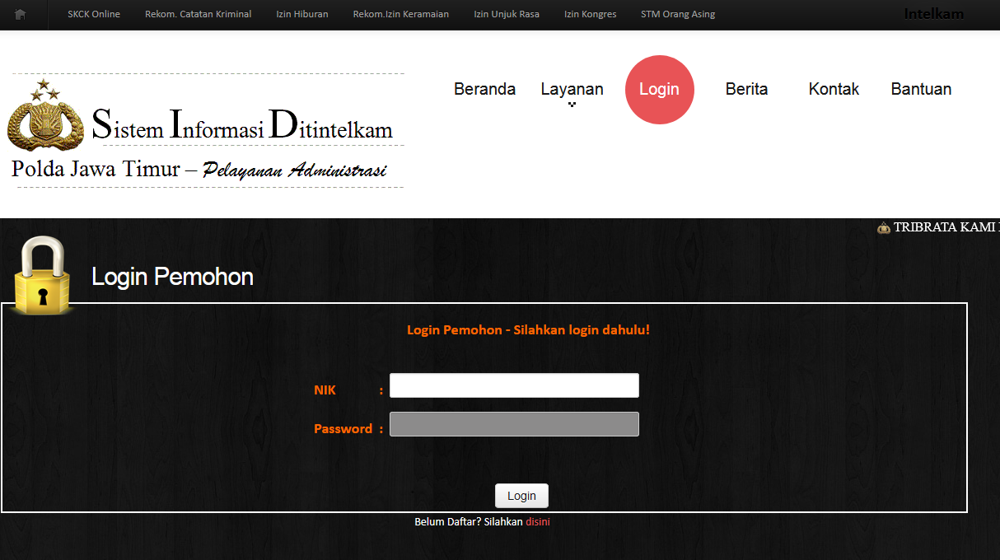 SKCK Online Rekom. Catatan Kriminal Izin Hiburan Rekom.Izin Keramaian Izin Unjuk Rasa Izin Kongres STM Orang Asing Intelkam
Beranda Layanan Login Berita Kontak Bantuan
Sistem Informasi Ditintelkam
Polda Jawa Timur – Pelayanan Administrasi
TRIBRATA KAMI
Login Pemohon
Login Pemohon - Silahkan login dahulu!
NIK :
Password :
Login
Belum Daftar? Silahkan disini